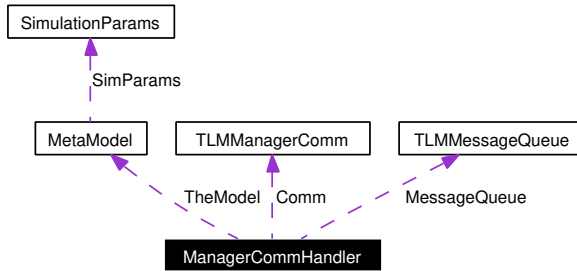 SimulationParams
SimParams
MetaModel
TLMManagerComm
TLMMessageQueue
TheModel
Comm
MessageQueue
ManagerCommHandler